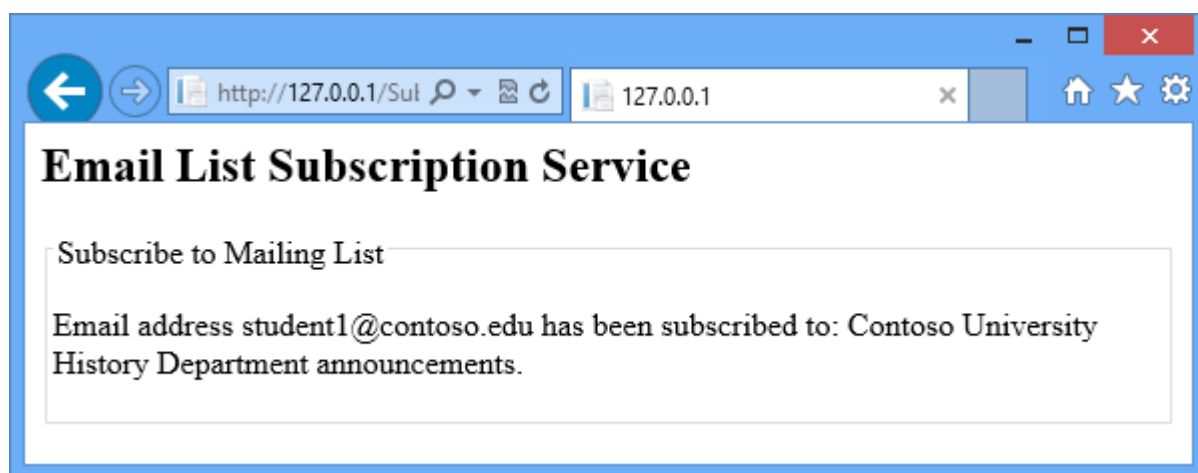 http://127.0.0.1/Sul
127.0.0.1
Email List Subscription Service
Subscribe to Mailing List
Email address student1@contoso.edu has been subscribed to: Contoso University
History Department announcements.